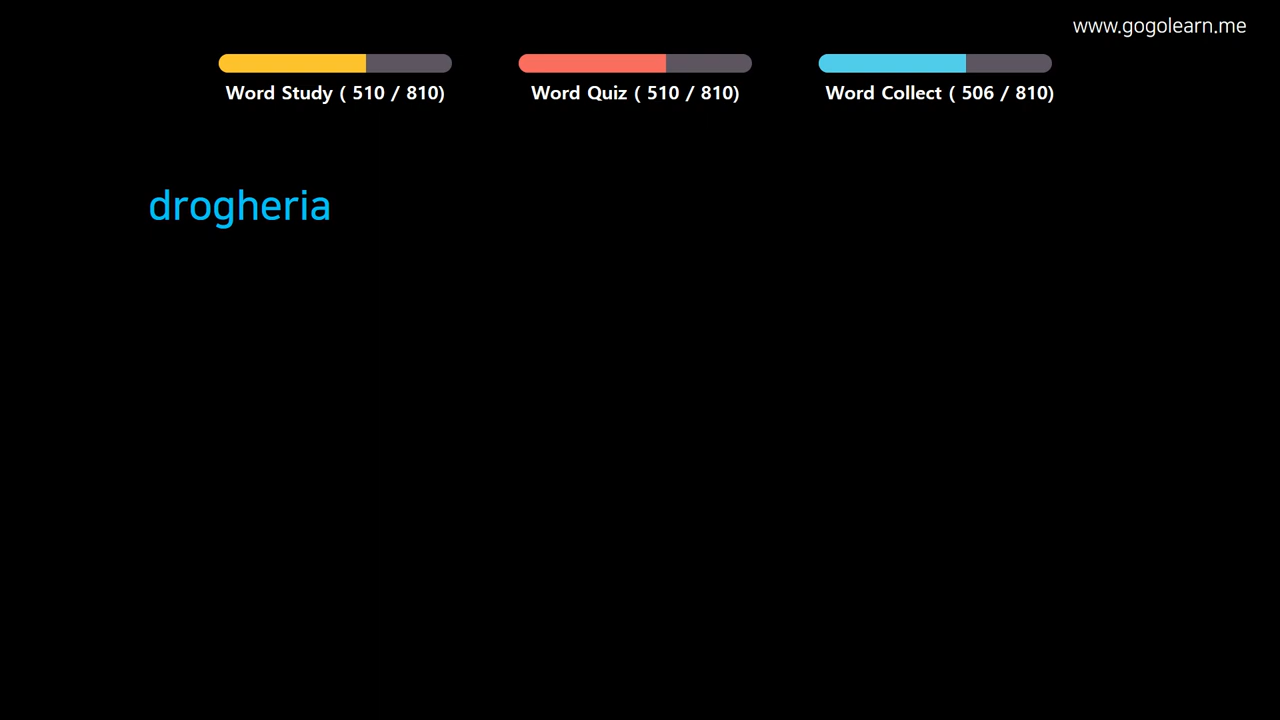 www.gogolearn.me
Word Study ( 510 / 810)
Word Quiz ( 510 / 810)
Word Collect ( 506 / 810)
drogheria